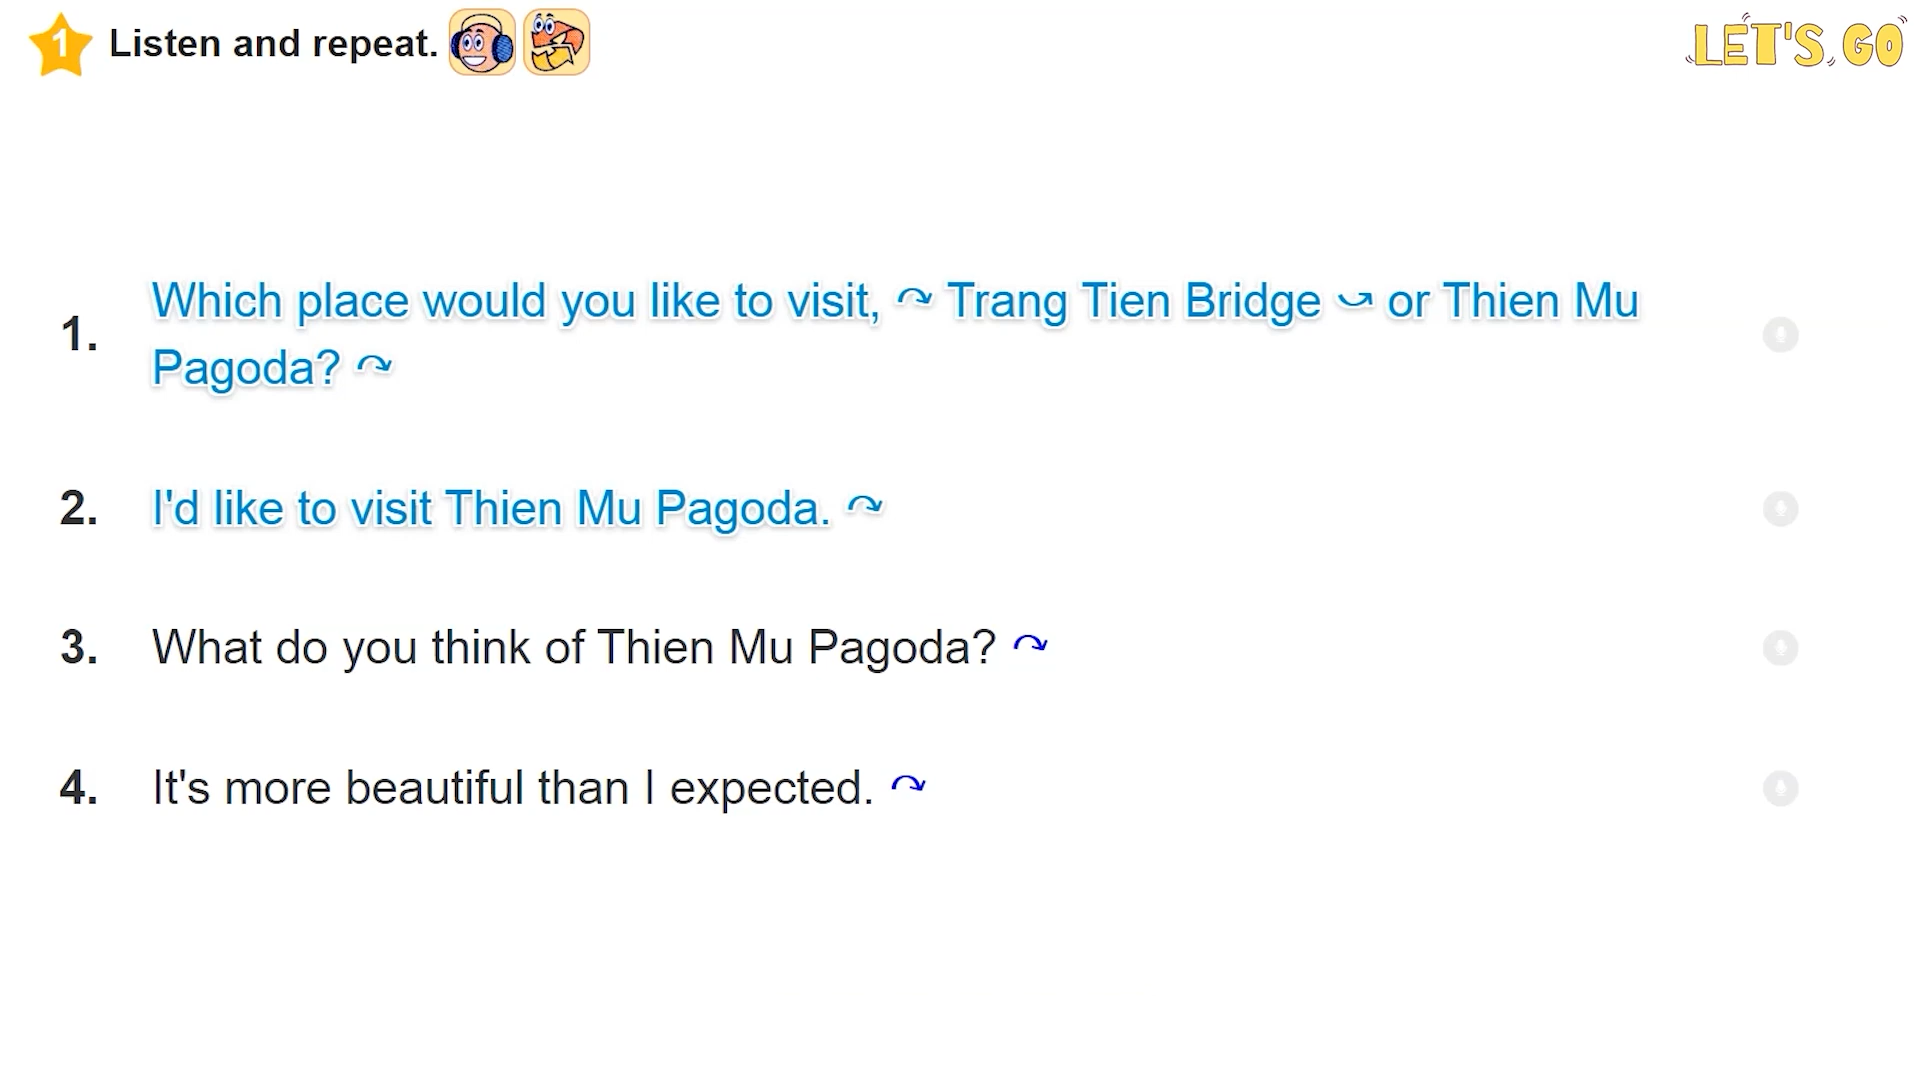 1 Listen and repeat.
LET'S GO
1. Which place would you like to visit, ↷ Trang Tien Bridge ⤻ or Thien Mu
Pagoda? ↷
2. I'd like to visit Thien Mu Pagoda. ↷
3. What do you think of Thien Mu Pagoda? ↷
4. It's more beautiful than I expected. ↷